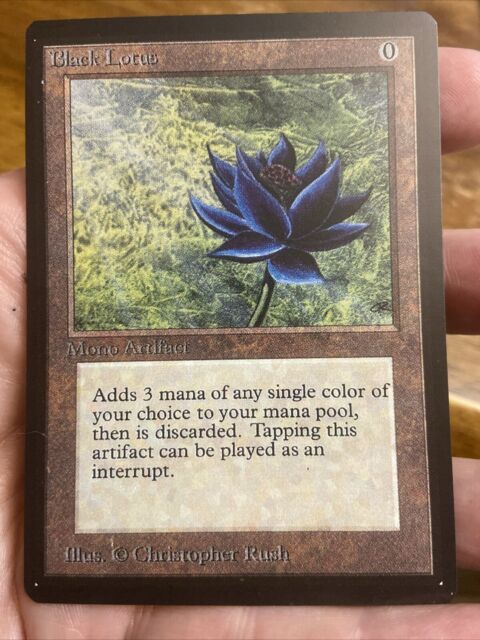 Black Lotus 0
Mono Artifact
Adds 3 mana of any single color of
your choice to your mana pool,
then is discarded. Tapping this
artifact can be played as an
interrupt.
Illus. © Christopher Rush